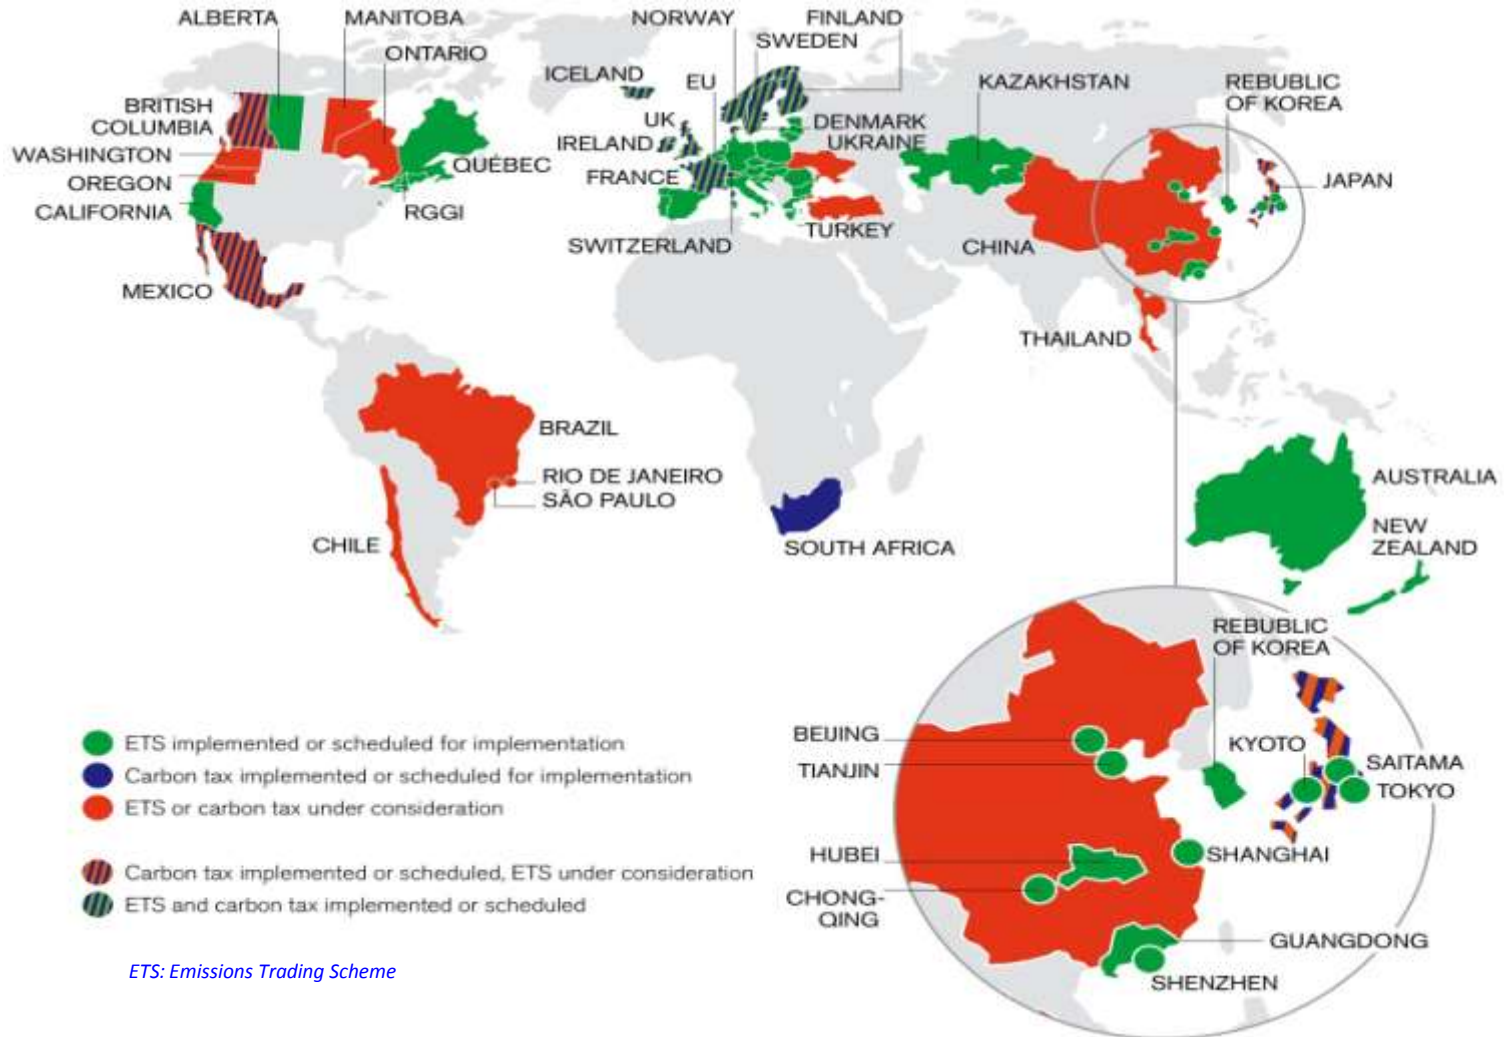 ALBERTA
MANITOBA
ONTARIO
BRITISH
COLUMBIA
WASHINGTON
OREGON
CALIFORNIA
QUÉBEC
RGGI
MEXICO
NORWAY
FINLAND
SWEDEN
ICELAND
EU
UK
IRELAND
DENMARK
UKRAINE
FRANCE
SWITZERLAND
TURKEY
KAZAKHSTAN
REBUBLIC
OF KOREA
JAPAN
CHINA
THAILAND
BRAZIL
RIO DE JANEIRO
SÃO PAULO
CHILE
SOUTH AFRICA
AUSTRALIA
NEW
ZEALAND
REBUBLIC
OF KOREA
BEIJING
TIANJIN
KYOTO
SAITAMA
TOKYO
HUBEI
SHANGHAI
CHONG-
QING
GUANGDONG
SHENZHEN
ETS implemented or scheduled for implementation
Carbon tax implemented or scheduled for implementation
ETS or carbon tax under consideration
Carbon tax implemented or scheduled, ETS under consideration
ETS and carbon tax implemented or scheduled
ETS: Emissions Trading Scheme